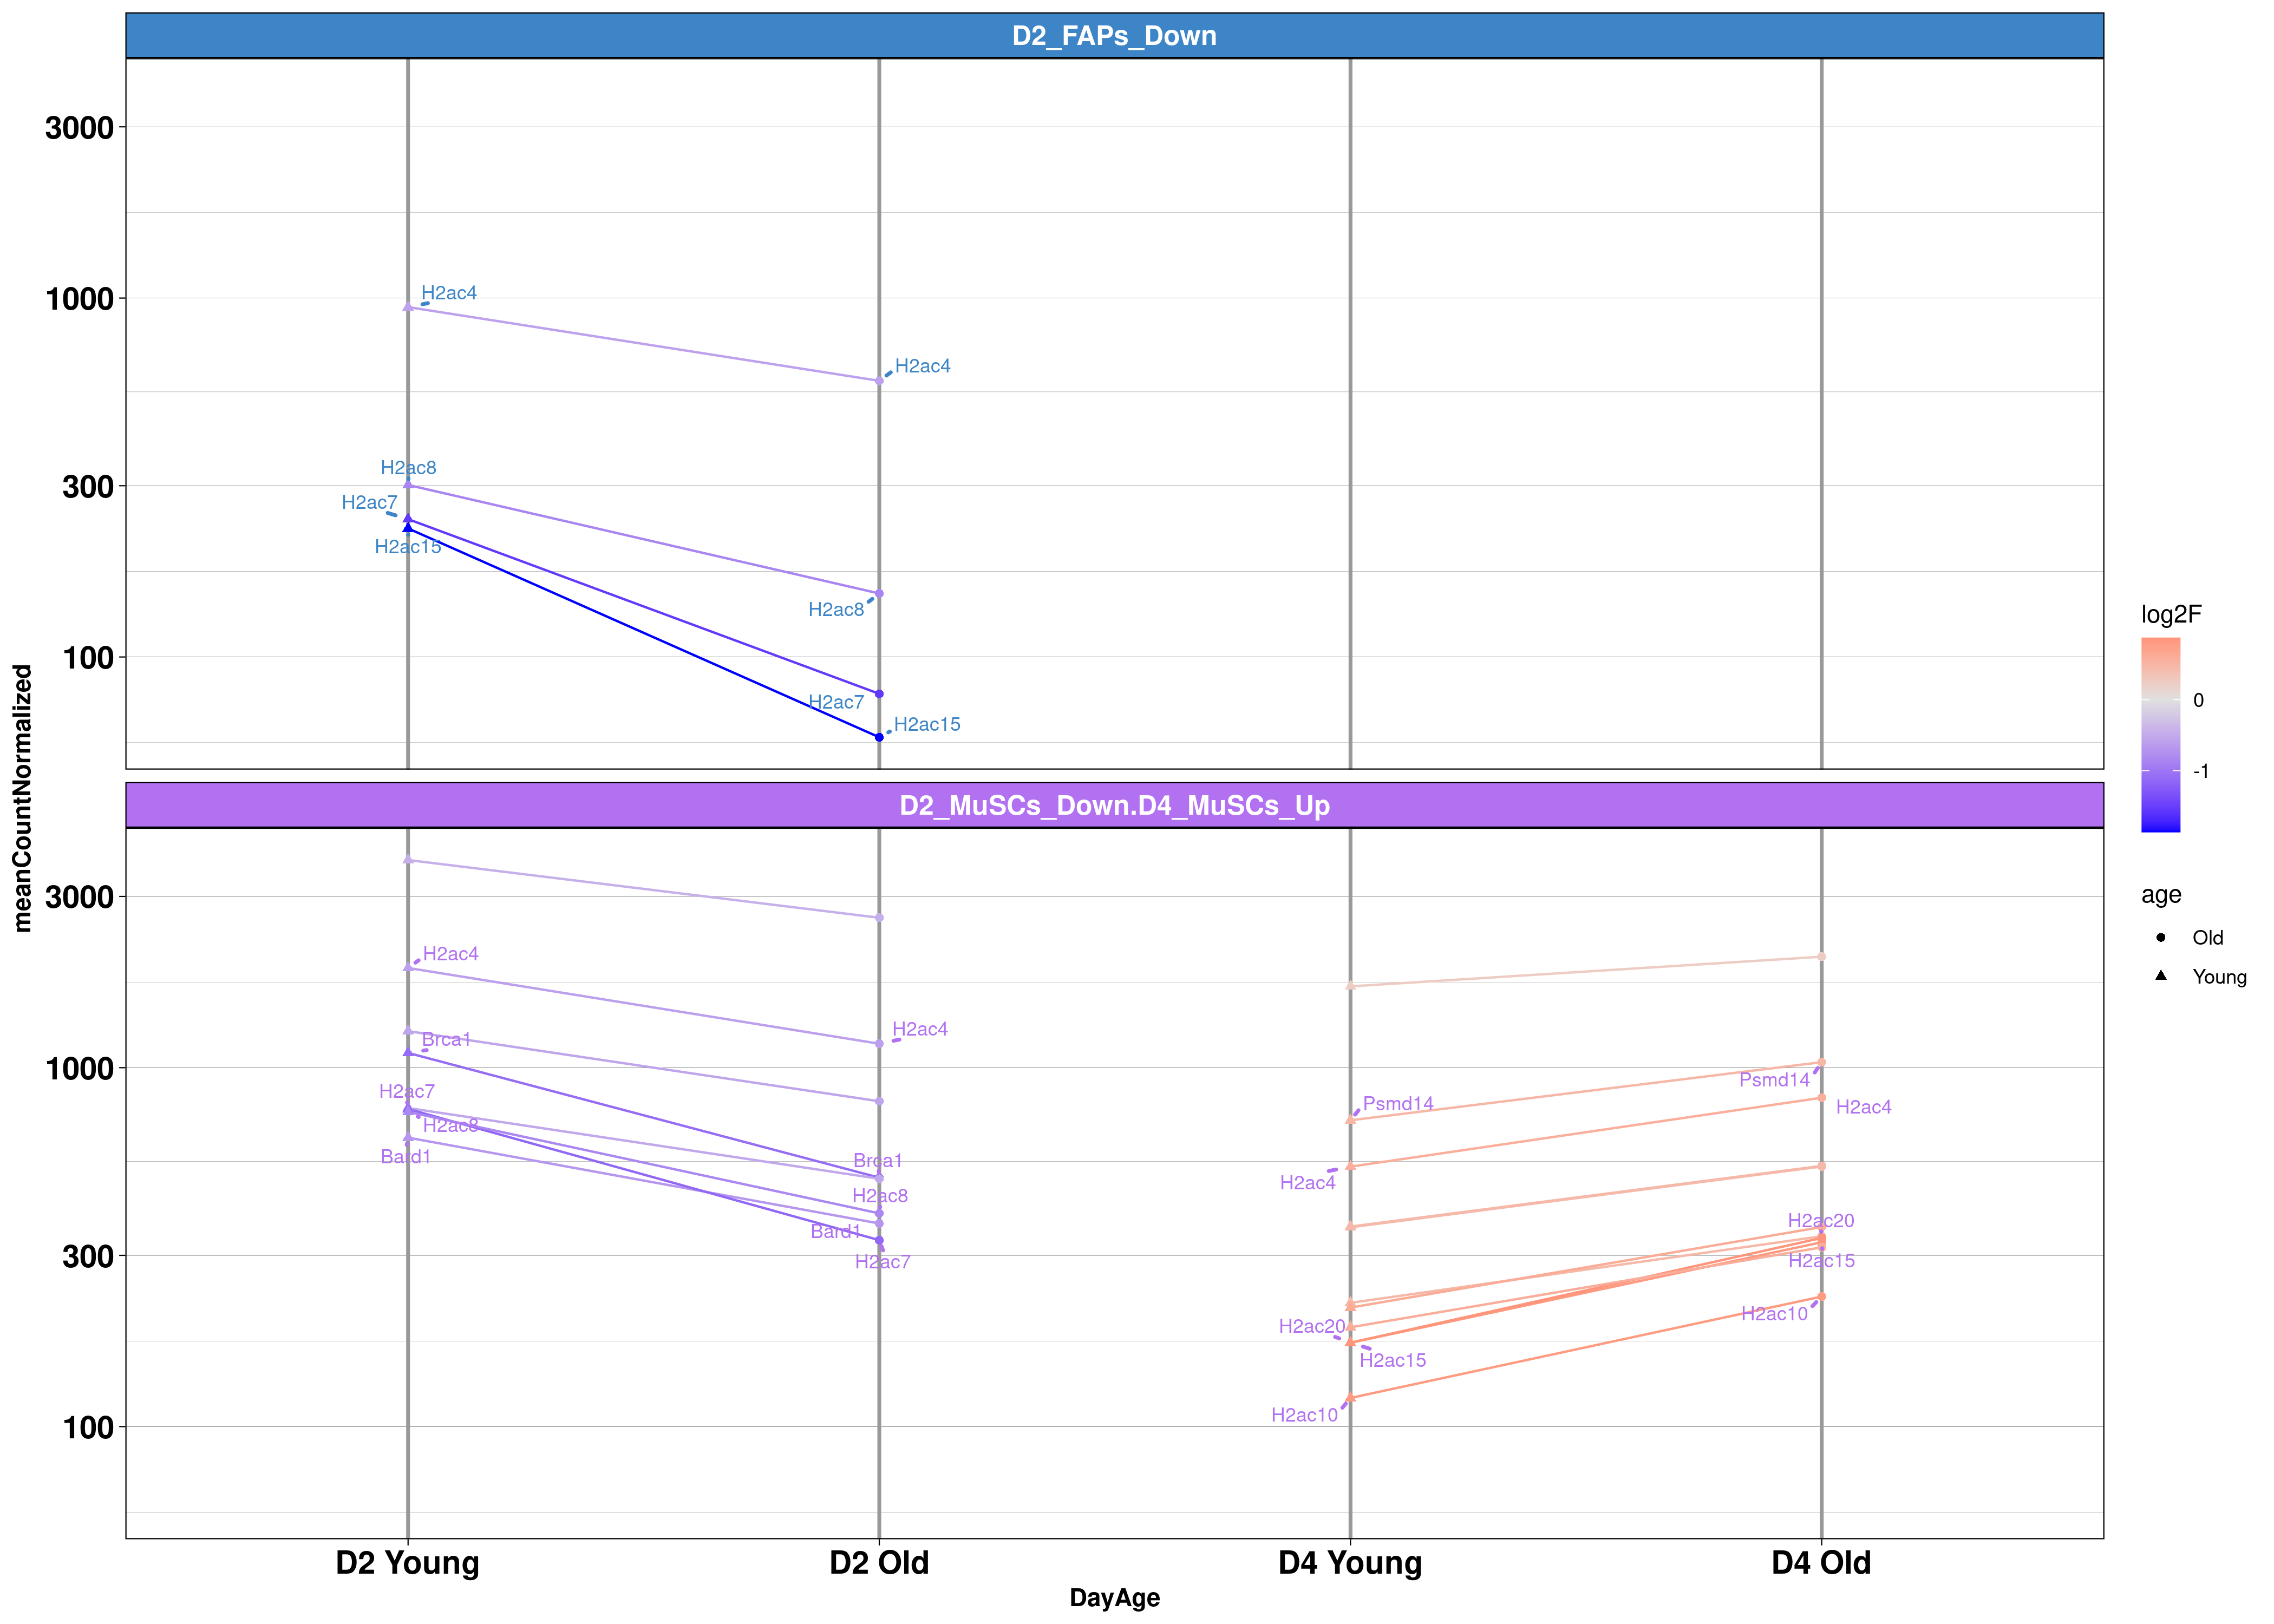 D2_FAPs_Down
3000
1000
300
100
H2ac4
H2ac4
H2ac8
H2ac7
H2ac15
H2ac8
H2ac7
H2ac15
meanCountNormalized
D2_MuSCs_Down.D4_MuSCs_Up
3000
1000
300
100
H2ac4
H2ac4
Brca1
H2ac7
H2ac8
Bard1
Brca1
H2ac8
Bard1
H2ac7
Psmd14
Psmd14
H2ac4
H2ac4
H2ac20
H2ac15
H2ac10
H2ac20
H2ac15
H2ac10
D2 Young
D2 Old
D4 Young
D4 Old
DayAge
log2F
0
-1
age
Old
Young